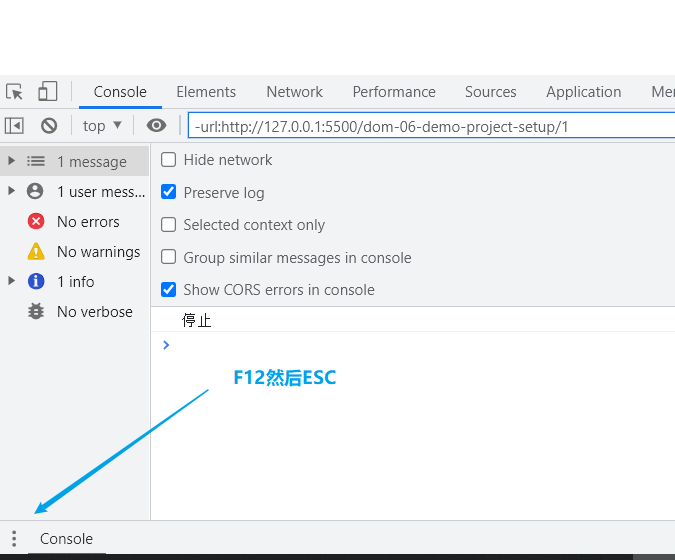 Console Elements Network Performance Sources Application Mem
top -url:http://127.0.0.1:5500/dom-06-demo-project-setup/1
1 message
1 user mess...
No errors
No warnings
1 info
No verbose
Hide network
Preserve log
Selected context only
Group similar messages in console
Show CORS errors in console
停止
F12然后ESC
Console